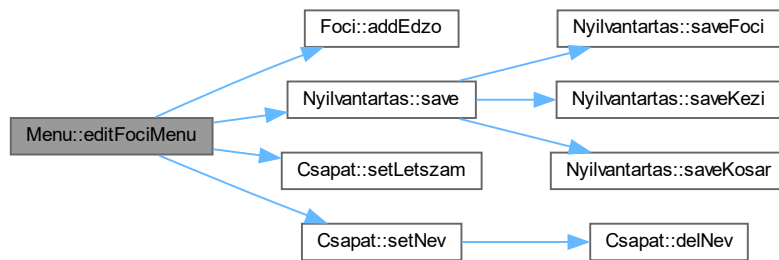 Foci::addEdzo
Nyilvantartas::saveFoci
Nyilvantartas::save
Nyilvantartas::saveKezi
Menu::editFociMenu
Csapat::setLetszam
Nyilvantartas::saveKosar
Csapat::setNev
Csapat::delNev